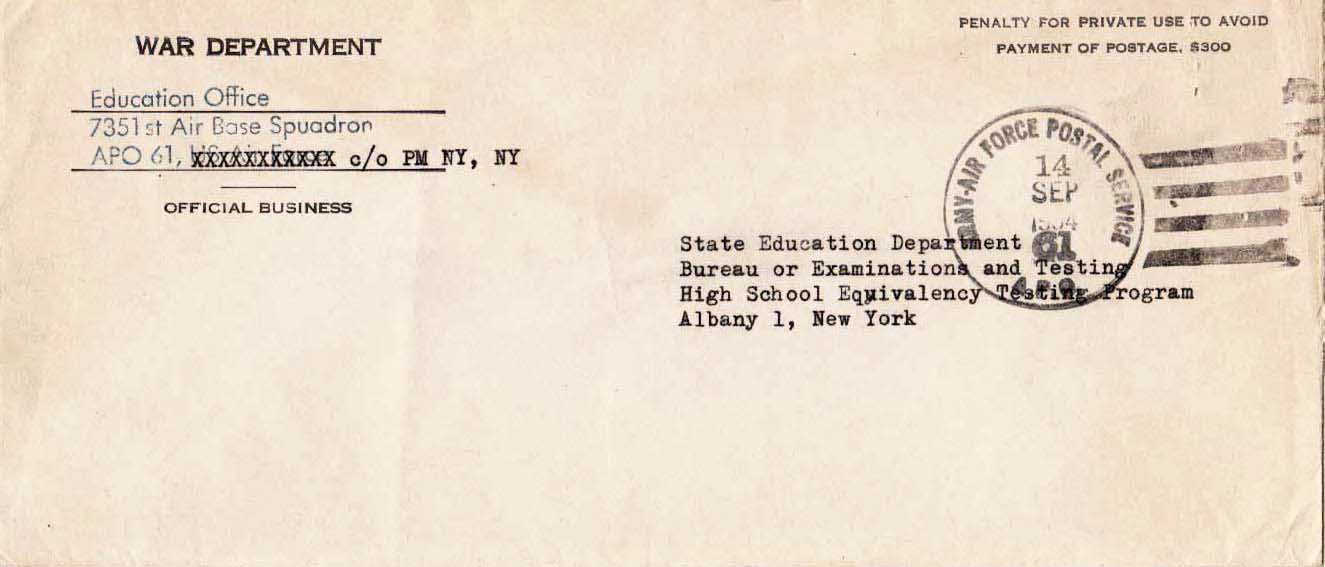 WAR DEPARTMENT
Education Office
7351st Air Base Spuadron
APO 61, XXXXXXXXXXXX c/o PM NY, NY
OFFICIAL BUSINESS
PENALTY FOR PRIVATE USE TO AVOID
PAYMENT OF POSTAGE, $300
ARMY-AIR FORCE POSTAL SERVICE
14
SEP
1954
61
A.P.O.
State Education Department
Bureau or Examinations and Testing
High School Equivalency Testing Program
Albany 1, New York